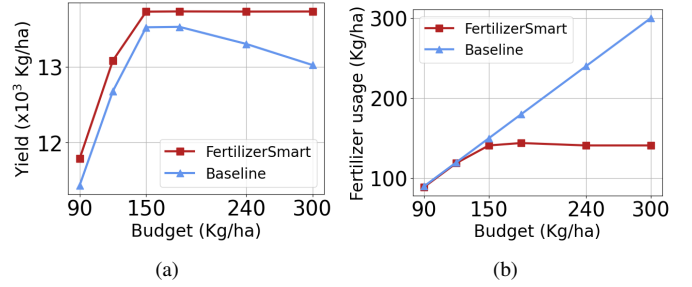 Yield (x10³ Kg/ha)
13
12
FertilizerSmart
Baseline
90 150 240 300
Budget (Kg/ha)
(a)
Fertilizer usage (Kg/ha)
300
200
100
FertilizerSmart
Baseline
90 150 240 300
Budget (Kg/ha)
(b)